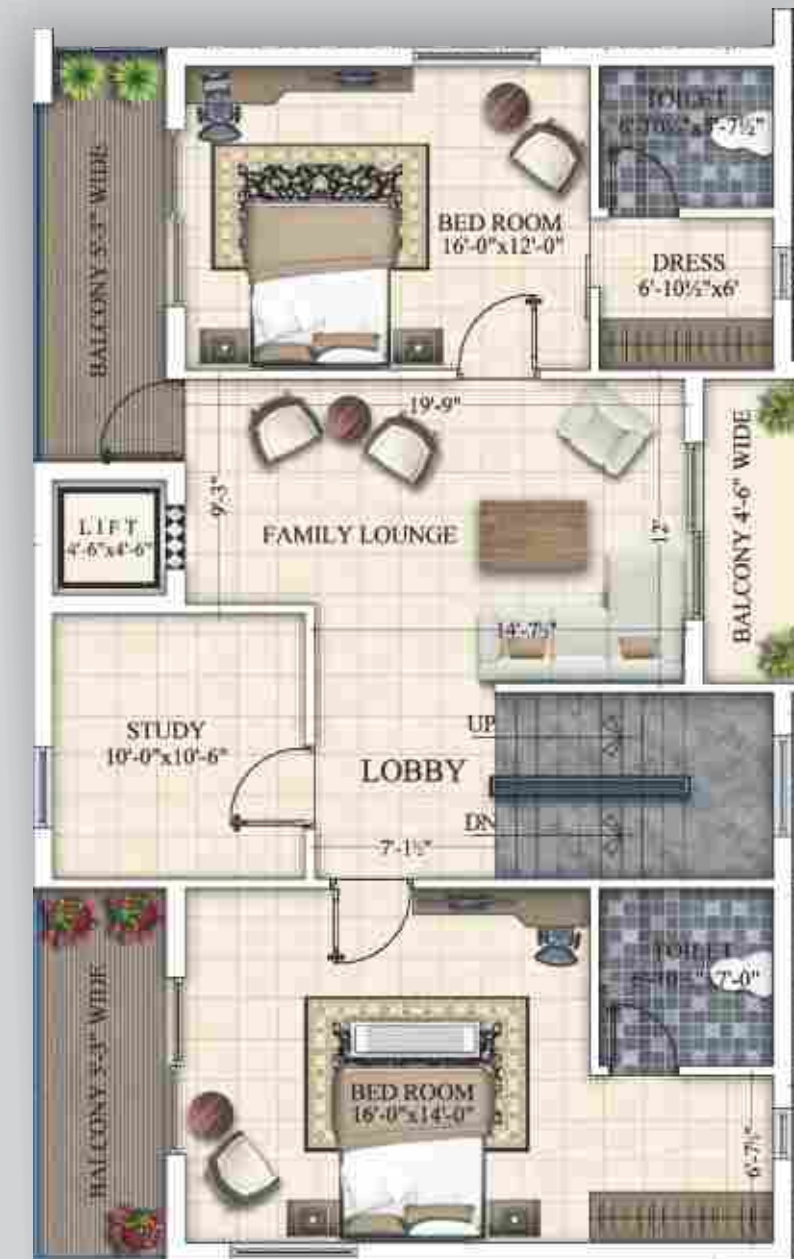 TOILET
BALCONY 5'-3" WIDE
BED ROOM
16'-0"x12'-0"
DRESS
6'-10½"x6'
19'-9"
9'-3"
LIFT
4'-6"x4'-6"
FAMILY LOUNGE
12'
BALCONY 4'-6" WIDE
14'-7½"
STUDY
10'-0"x10'-6"
UP
LOBBY
DN
7'-1½"
TOILET
7'-0"
BALCONY 5'-3" WIDE
BED ROOM
16'-0"x14'-0"
6'-7½"